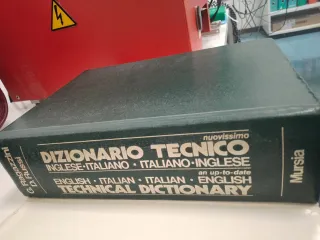 nuovissimo
DIZIONARIO TECNICO
INGLESE·ITALIANO · ITALIANO·INGLESE
an up-to-date
ENGLISH · ITALIAN · ITALIAN · ENGLISH
TECHNICAL DICTIONARY
Mursia